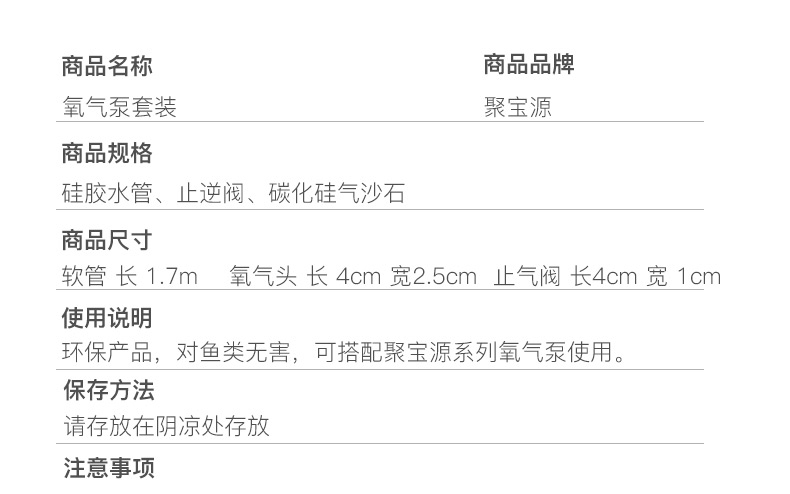 商品名称 商品品牌
氧气泵套装 聚宝源
商品规格
硅胶水管、止逆阀、碳化硅气沙石
商品尺寸
软管 长 1.7m 氧气头 长 4cm 宽2.5cm 止气阀 长4cm 宽 1cm
使用说明
环保产品，对鱼类无害，可搭配聚宝源系列氧气泵使用。
保存方法
请存放在阴凉处存放
注意事项